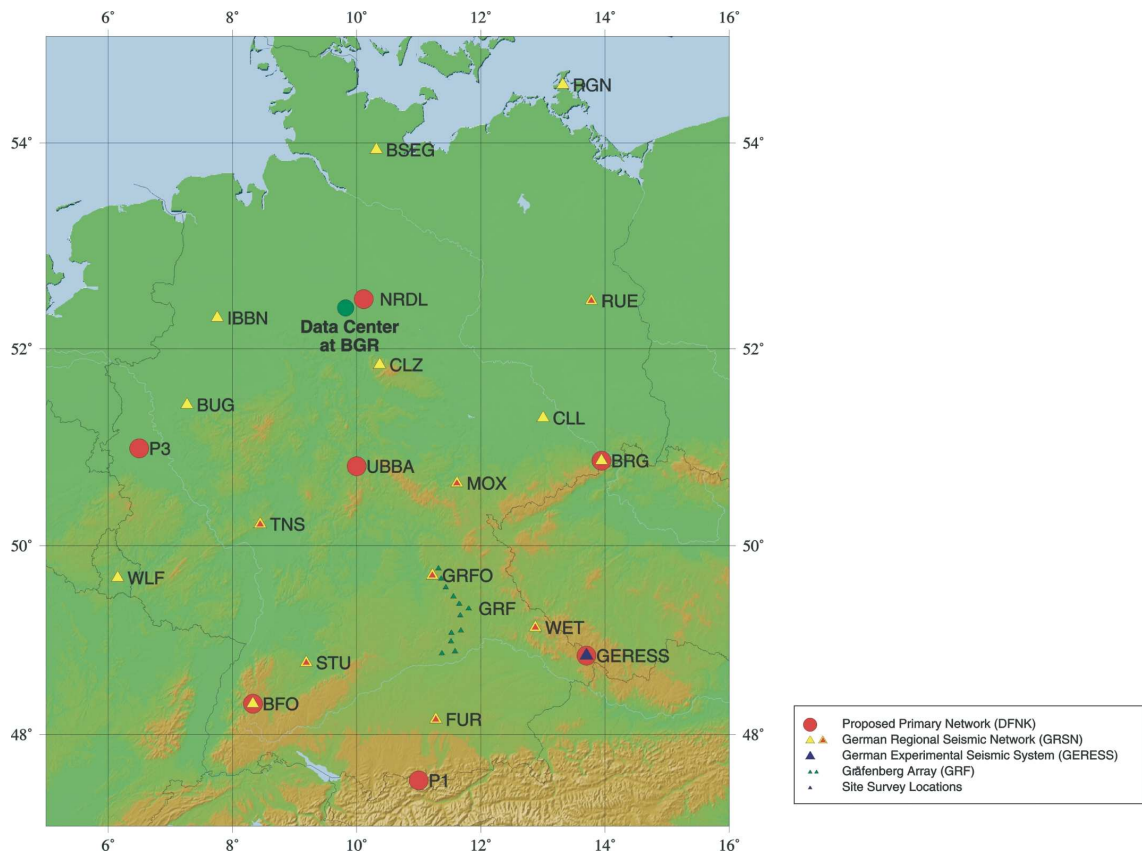 6° 8° 10° 12° 14° 16°
RGN
54° 54°
BSEG
NRDL
RUE
IBBN
Data Center
at BGR
52° 52°
CLZ
BUG
CLL
P3
UBBA
BRG
MOX
TNS
50° 50°
WLF
GRFO
GRF
WET
STU
GERESS
BFO
FUR
48° 48°
P1
6° 8° 10° 12° 14° 16°
Proposed Primary Network (DFNK)
German Regional Seismic Network (GRSN)
German Experimental Seismic System (GERESS)
Gräfenberg Array (GRF)
Site Survey Locations